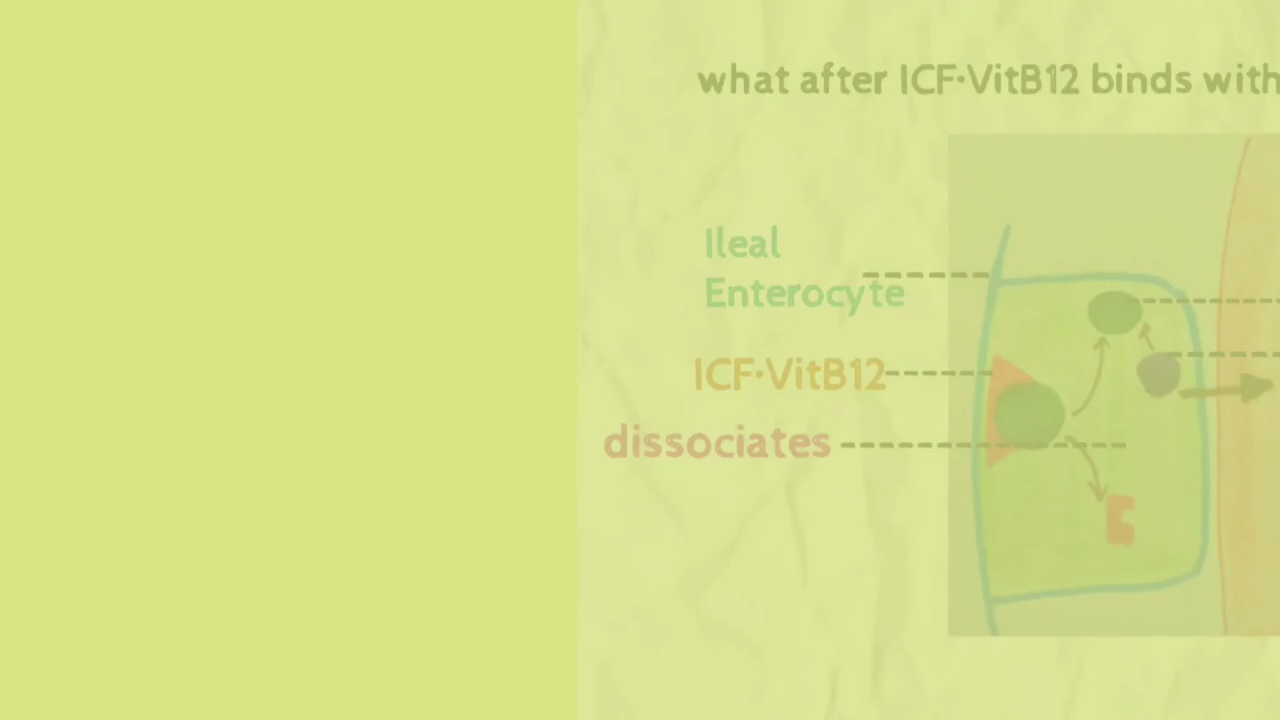 what after ICF·VitB12 binds with
Ileal
Enterocyte
ICF·VitB12
dissociates